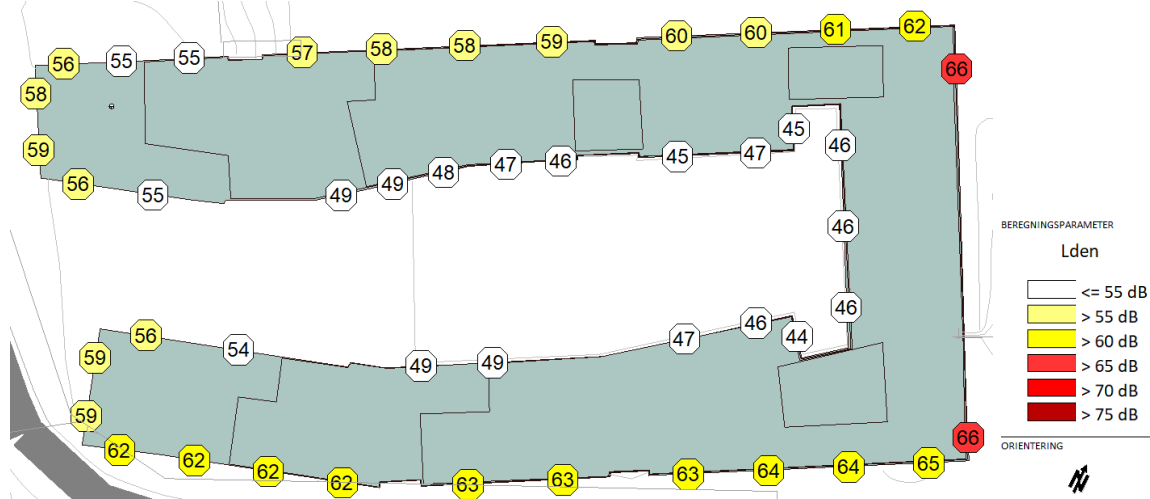 56 55 55 57 58 58 59 60 60 61 62
58 66
59 45 46
56 55 49 49 48 47 46 45 47
46
46
56 54 49 49 47 46 44
59
59
62 62 62 62 63 63 63 64 64 65 66
BEREGNINGSPARAMETER
Lden
<= 55 dB
> 55 dB
> 60 dB
> 65 dB
> 70 dB
> 75 dB
ORIENTERING
N